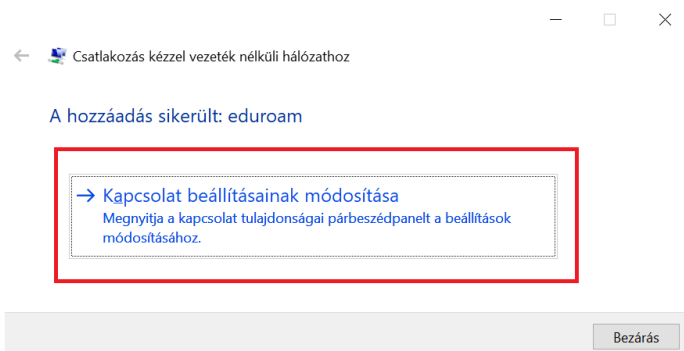 Csatlakozás kézzel vezeték nélküli hálózathoz
A hozzáadás sikerült: eduroam
Kapcsolat beállításainak módosítása
Megnyitja a kapcsolat tulajdonságai párbeszédpanelt a beállítások
módosításához.
Bezárás